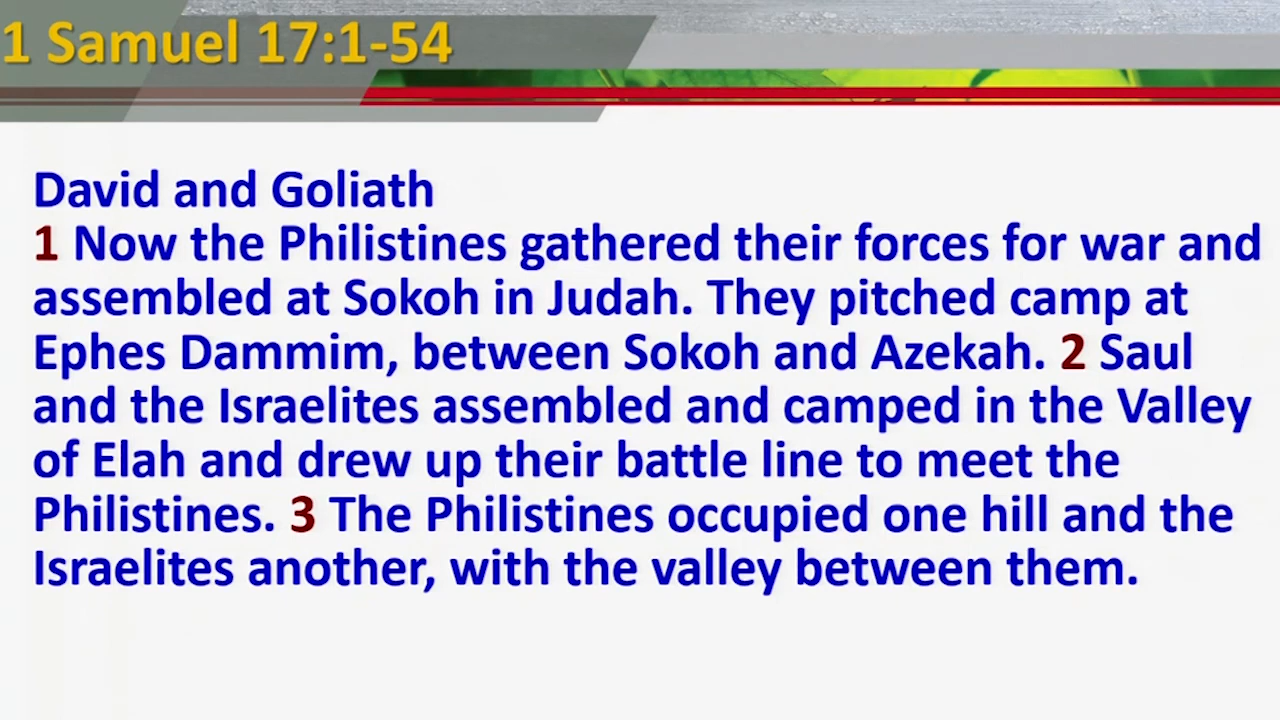 1 Samuel 17:1-54
David and Goliath
1 Now the Philistines gathered their forces for war and
assembled at Sokoh in Judah. They pitched camp at
Ephes Dammim, between Sokoh and Azekah. 2 Saul
and the Israelites assembled and camped in the Valley
of Elah and drew up their battle line to meet the
Philistines. 3 The Philistines occupied one hill and the
Israelites another, with the valley between them.